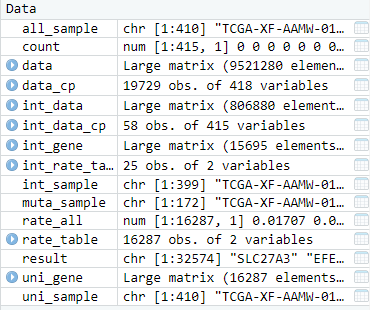 Data
all_sample chr [1:410] "TCGA-XF-AAMW-01…
count num [1:415, 1] 0 0 0 0 0 0 0…
data Large matrix (9521280 elemen…
data_cp 19729 obs. of 418 variables
int_data Large matrix (806880 element…
int_data_cp 58 obs. of 415 variables
int_gene Large matrix (15695 elements…
int_rate_ta… 25 obs. of 2 variables
int_sample chr [1:399] "TCGA-XF-AAMW-01…
muta_sample chr [1:172] "TCGA-XF-AAMW-01…
rate_all num [1:16287, 1] 0.01707 0.0…
rate_table 16287 obs. of 2 variables
result chr [1:32574] "SLC27A3" "EFE…
uni_gene Large matrix (16287 elements…
uni_sample chr [1:410] "TCGA-XF-AAMW-01…